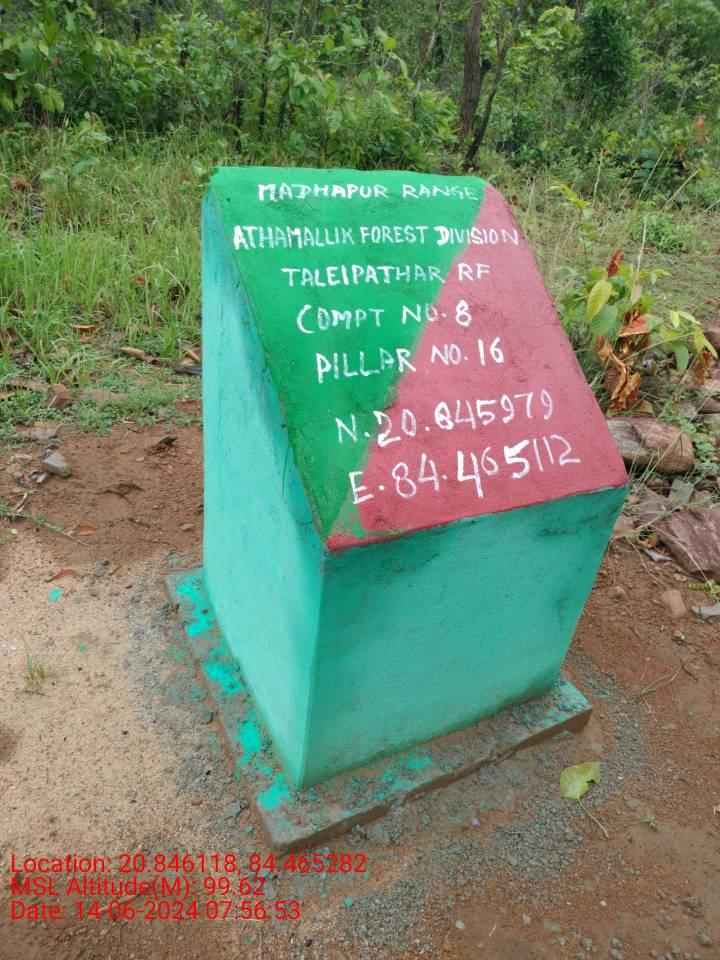 MADHAPUR RANGE
ATHAMALLIK FOREST DIVISION
TALEIPATHAR RF
COMPT NO. 8
PILLAR NO. 16
N. 20.845979
E. 84.465112
Location: 20.846118, 84.465282
MSL Altitude(M): 99.62
Date: 14-06-2024 07:56:53